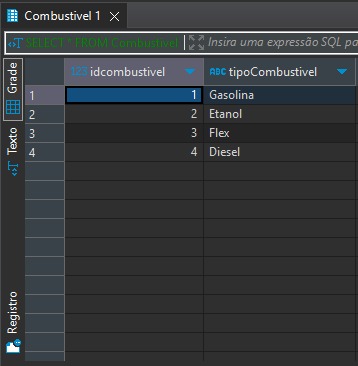 Combustivel 1
SELECT * FROM Combustivel
Insira uma expressão SQL pa
Grade
Texto
Registro
123 idcombustivel
ABC tipoCombustivel
1 1 Gasolina
2 2 Etanol
3 3 Flex
4 4 Diesel